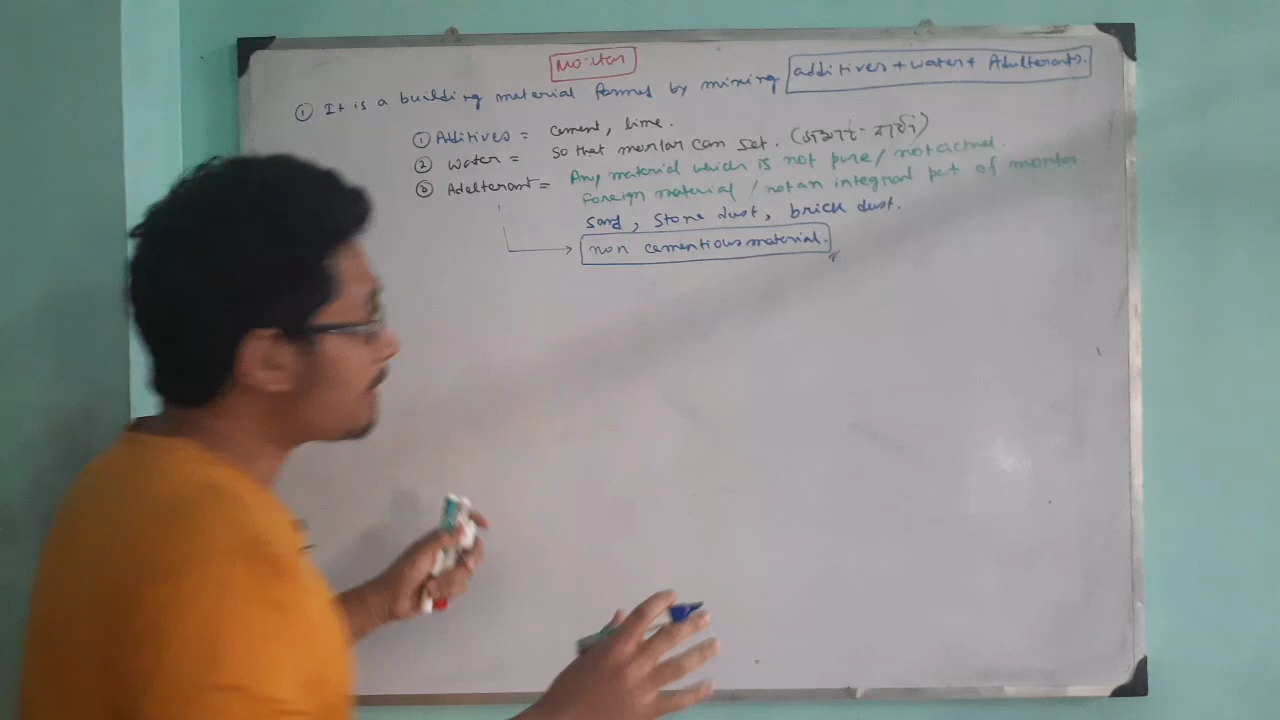 Mortar
① It is a building material formed by mixing additives + water + Adulterants.
① Additives = cement, lime.
② water = so that mortar can set.
③ Adulterant = Any material which is not pure / not actual.
foreign material / not an integral part of mortar
sand, stone dust, brick dust.
non cementious material.